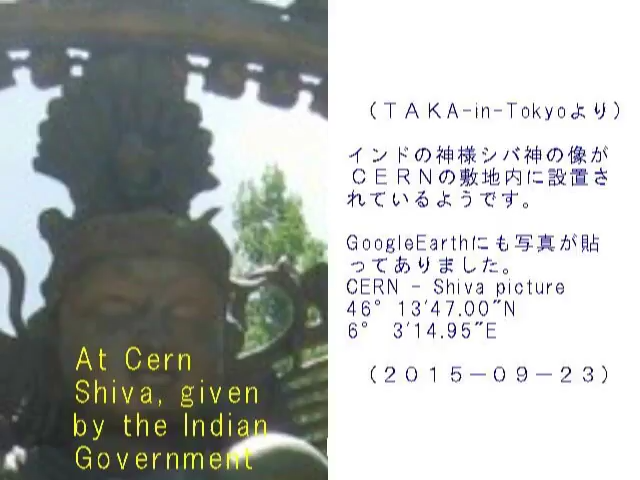 At Cern
Shiva, given
by the Indian
Government
（ＴＡＫA-in-Tokyoより）
インドの神様シバ神の像が
ＣＥＲＮの敷地内に設置さ
れているようです。
GoogleEarthにも写真が貼
ってありました。
CERN - Shiva picture
46° 13'47.00"N
6° 3'14.95"E
（２０１５－０９－２３）